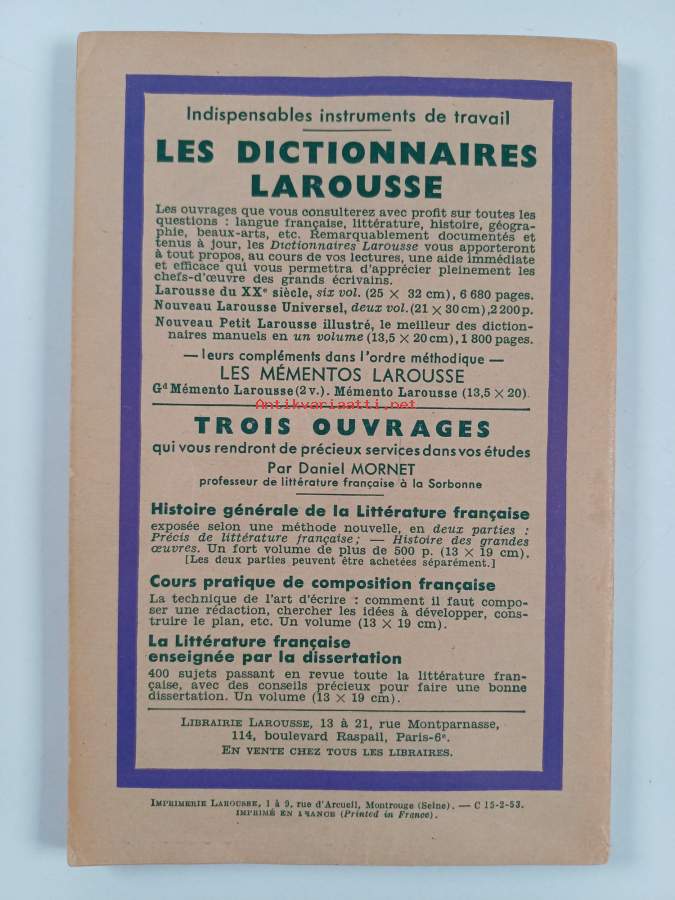 Indispensables instruments de travail
LES DICTIONNAIRES
LAROUSSE
Les ouvrages que vous consulterez avec profit sur toutes les
questions : langue française, littérature, histoire, géogra-
phie, beaux-arts, etc. Remarquablement documentés et
tenus à jour, les Dictionnaires Larousse vous apporteront
à tout propos, au cours de vos lectures, une aide immédiate
et efficace qui vous permettra d'apprécier pleinement les
chefs-d'œuvre des grands écrivains.
Larousse du XXe siècle, six vol. (25 × 32 cm), 6 680 pages.
Nouveau Larousse Universel, deux vol. (21 × 30 cm), 2 200 p.
Nouveau Petit Larousse illustré, le meilleur des diction-
naires manuels en un volume (13,5 × 20 cm), 1 800 pages.
— leurs compléments dans l'ordre méthodique —
LES MÉMENTOS LAROUSSE
Gd Mémento Larousse (2 v.). Mémento Larousse (13,5 × 20).
Antikvariaatti.net
TROIS OUVRAGES
qui vous rendront de précieux services dans vos études
Par Daniel MORNET
professeur de littérature française à la Sorbonne
Histoire générale de la Littérature française
exposée selon une méthode nouvelle, en deux parties :
Précis de littérature française ; — Histoire des grandes
œuvres. Un fort volume de plus de 500 p. (13 × 19 cm).
[Les deux parties peuvent être achetées séparément.]
Cours pratique de composition française
La technique de l'art d'écrire : comment il faut compo-
ser une rédaction, chercher les idées à développer, cons-
truire le plan, etc. Un volume (13 × 19 cm).
La Littérature française
enseignée par la dissertation
400 sujets passant en revue toute la littérature fran-
çaise, avec des conseils précieux pour faire une bonne
dissertation. Un volume (13 × 19 cm).
LIBRAIRIE LAROUSSE, 13 à 21, rue Montparnasse,
114, boulevard Raspail, Paris-6e.
EN VENTE CHEZ TOUS LES LIBRAIRES.
IMPRIMERIE LAROUSSE, 1 à 9, rue d'Arcueil, Montrouge (Seine). — C 15-2-53.
IMPRIMÉ EN FRANCE (Printed in France).